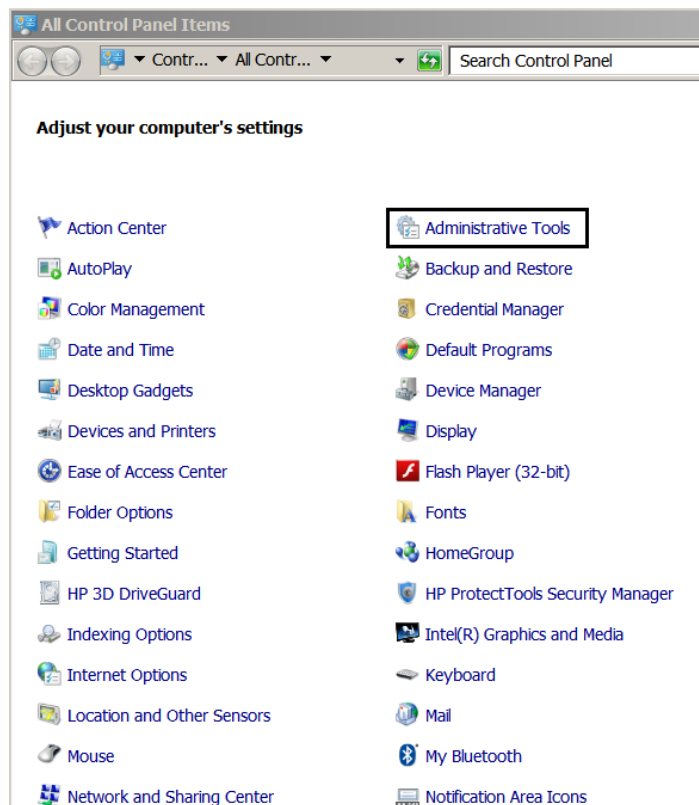 All Control Panel Items
Contr... All Contr... Search Control Panel
Adjust your computer's settings
Action Center Administrative Tools
AutoPlay Backup and Restore
Color Management Credential Manager
Date and Time Default Programs
Desktop Gadgets Device Manager
Devices and Printers Display
Ease of Access Center Flash Player (32-bit)
Folder Options Fonts
Getting Started HomeGroup
HP 3D DriveGuard HP ProtectTools Security Manager
Indexing Options Intel(R) Graphics and Media
Internet Options Keyboard
Location and Other Sensors Mail
Mouse My Bluetooth
Network and Sharing Center Notification Area Icons